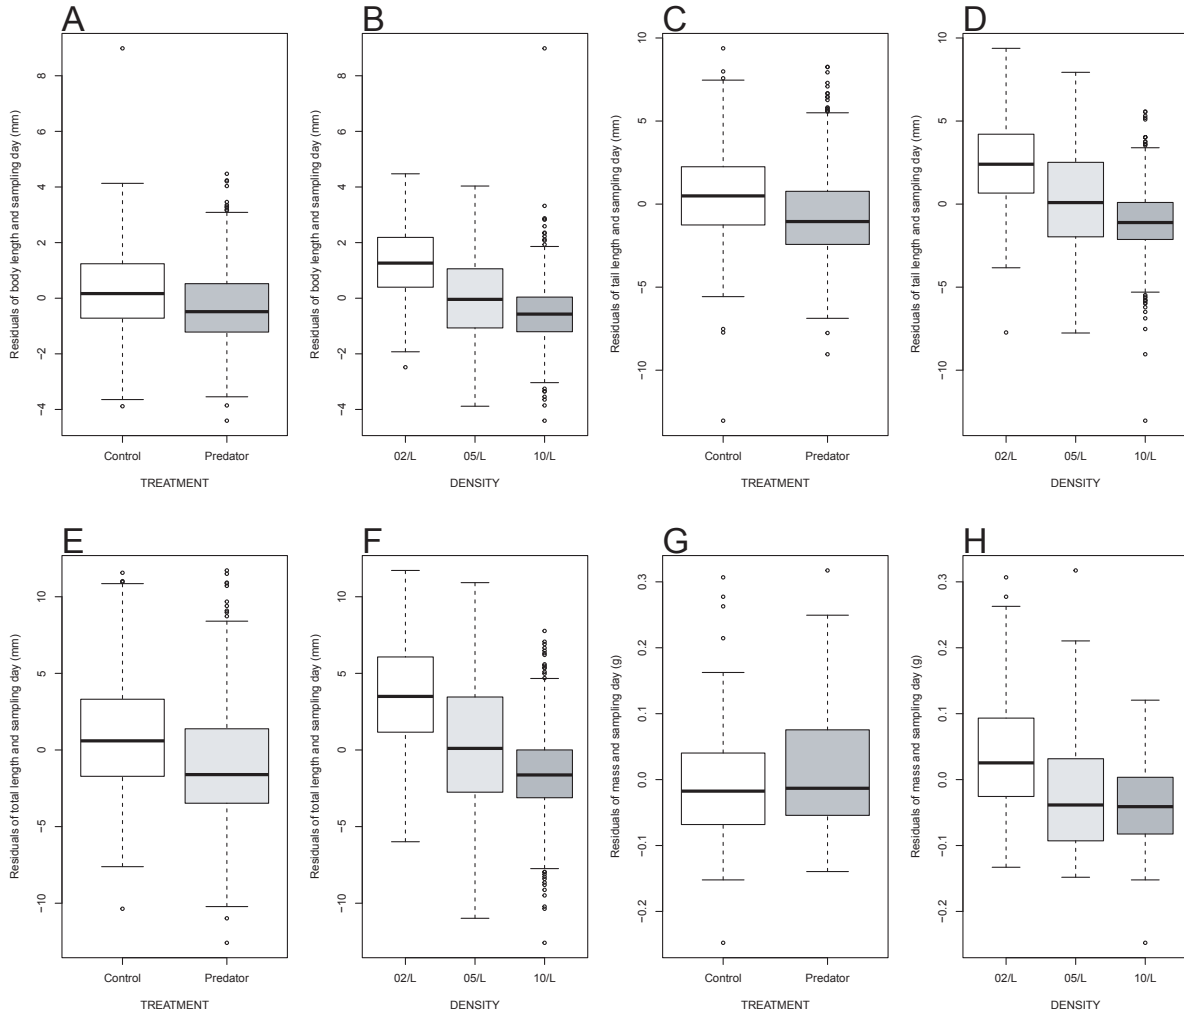 A
B
C
D
Residuals of body length and sampling day (mm)
8
6
4
2
0
−2
−4
Control
Predator
TREATMENT
Residuals of body length and sampling day (mm)
8
6
4
2
0
−2
−4
02/L
05/L
10/L
DENSITY
Residuals of tail length and sampling day (mm)
10
5
0
−5
−10
Control
Predator
TREATMENT
Residuals of tail length and sampling day (mm)
10
5
0
−5
−10
02/L
05/L
10/L
DENSITY
E
F
G
H
Residuals of total length and sampling day (mm)
10
5
0
−5
−10
Control
Predator
TREATMENT
Residuals of total length and sampling day (mm)
10
5
0
−5
−10
02/L
05/L
10/L
DENSITY
Residuals of mass and sampling day (g)
0.3
0.2
0.1
0.0
−0.1
−0.2
Control
Predator
TREATMENT
Residuals of mass and sampling day (g)
0.3
0.2
0.1
0.0
−0.1
−0.2
02/L
05/L
10/L
DENSITY